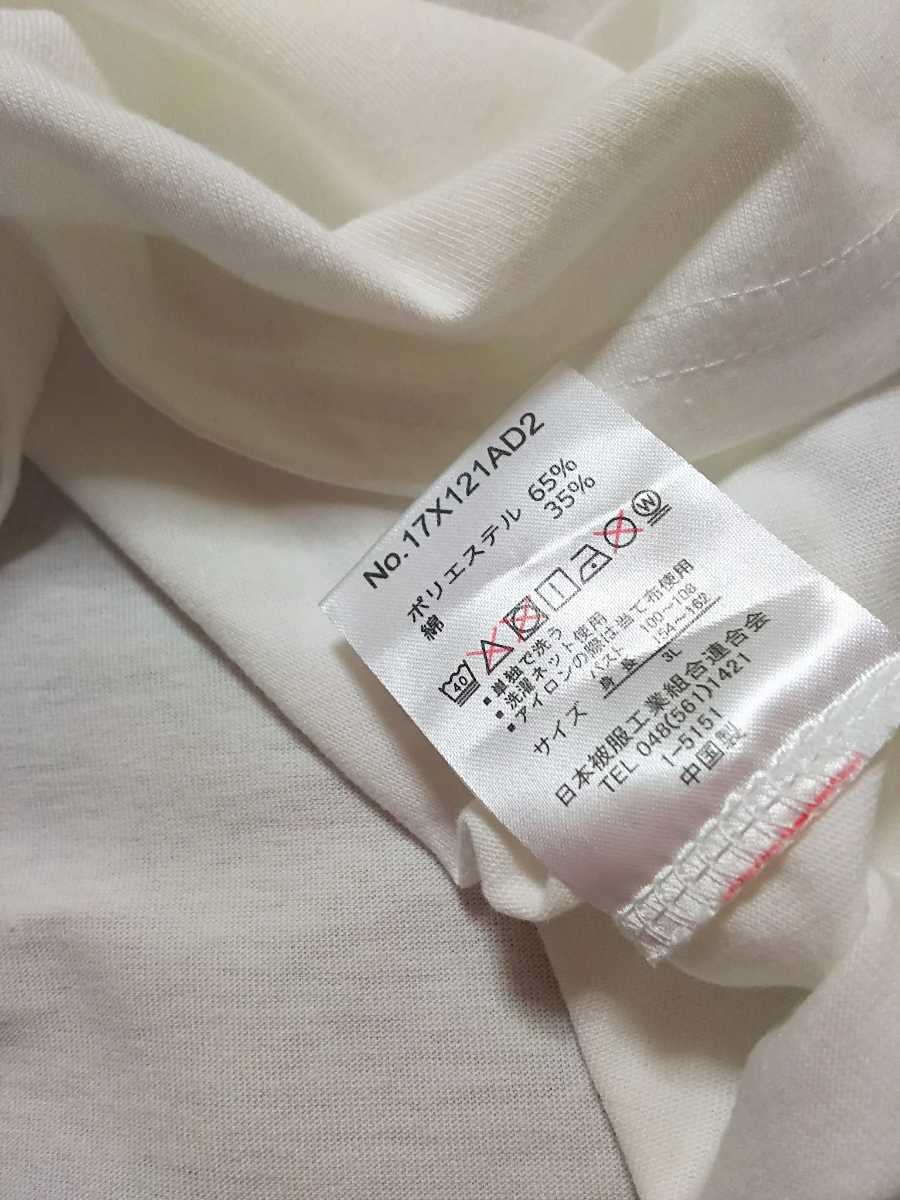 No.17X121AD2
ポリエステル 65%
綿 35%
40 W
■単独で洗う
■洗濯ネット使用
■アイロンの際は当て布使用
サイズ バスト 100~108
身長 154~162
3L
日本被服工業組合連合会
TEL 048(561)1421
1-5151
中国製